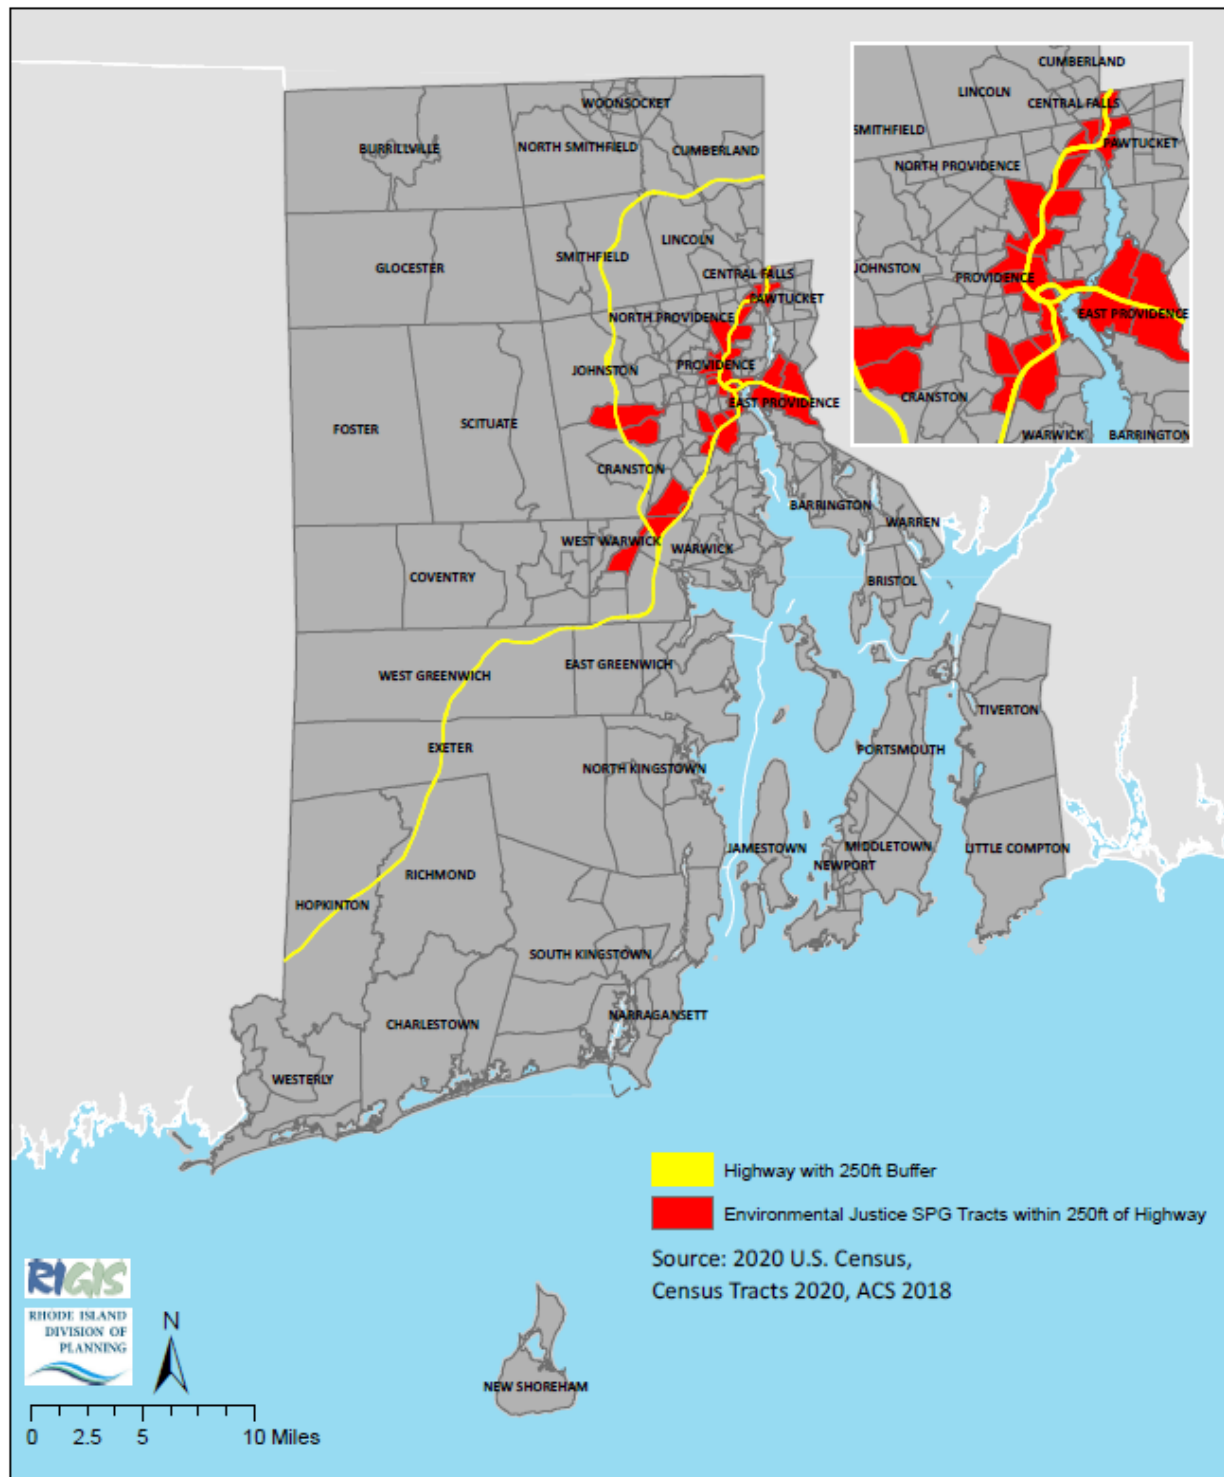 WOONSOCKET
BURRILLVILLE
NORTH SMITHFIELD
CUMBERLAND
LINCOLN
SMITHFIELD
GLOCESTER
CENTRAL FALLS
PAWTUCKET
NORTH PROVIDENCE
PROVIDENCE
JOHNSTON
EAST PROVIDENCE
FOSTER
SCITUATE
CRANSTON
BARRINGTON
WARREN
WEST WARWICK
WARWICK
COVENTRY
BRISTOL
EAST GREENWICH
WEST GREENWICH
TIVERTON
EXETER
PORTSMOUTH
NORTH KINGSTOWN
JAMESTOWN
MIDDLETOWN
LITTLE COMPTON
NEWPORT
RICHMOND
HOPKINTON
SOUTH KINGSTOWN
NARRAGANSETT
CHARLESTOWN
WESTERLY
NEW SHOREHAM
CUMBERLAND
LINCOLN
CENTRAL FALLS
SMITHFIELD
PAWTUCKET
NORTH PROVIDENCE
JOHNSTON
PROVIDENCE
EAST PROVIDENCE
CRANSTON
WARWICK
BARRINGTON
Highway with 250ft Buffer
Environmental Justice SPG Tracts within 250ft of Highway
Source: 2020 U.S. Census,
Census Tracts 2020, ACS 2018
RIGIS
RHODE ISLAND
DIVISION OF
PLANNING
N
0 2.5 5 10 Miles